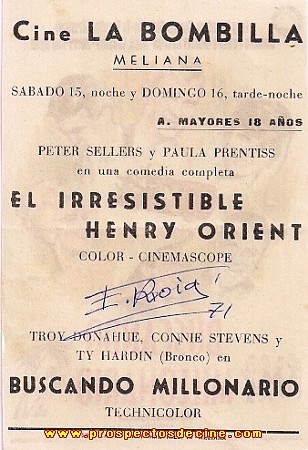 Cine LA BOMBILLA
MELIANA
SABADO 15, noche y DOMINGO 16, tarde-noche
A. MAYORES 18 AÑOS
PETER SELLERS y PAULA PRENTISS
en una comedia completa
EL IRRESISTIBLE
HENRY ORIENT
COLOR - CINEMASCOPE
E. Roig
71
TROY DONAHUE, CONNIE STEVENS y
TY HARDIN (Bronco) en
BUSCANDO MILLONARIO
TECHNICOLOR
www.prospectosdecine.com